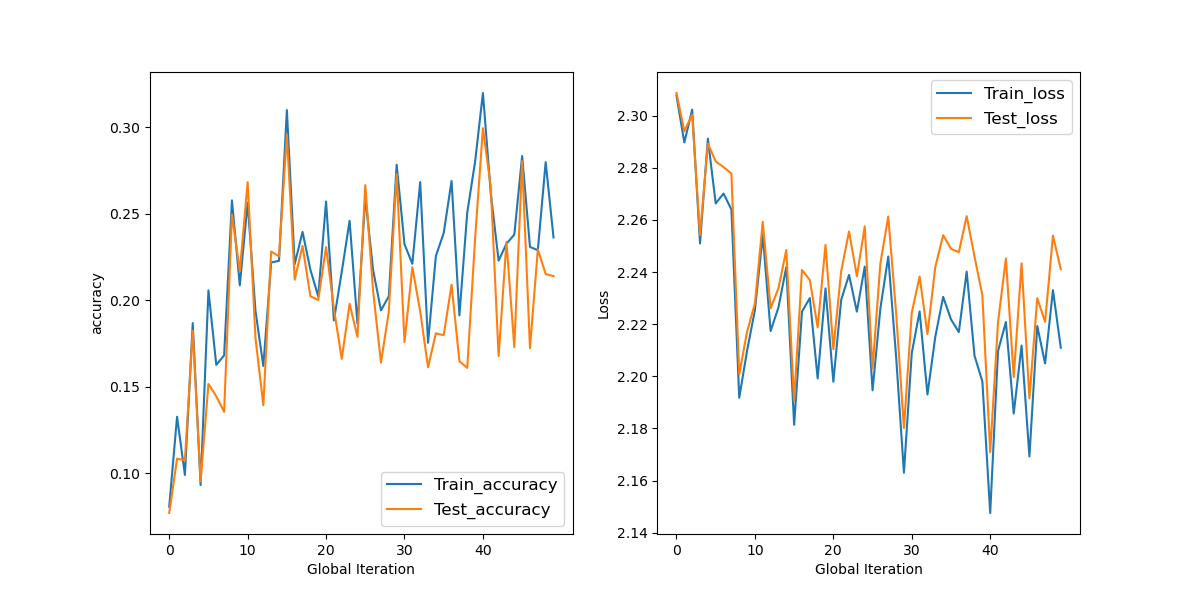 0.30
0.25
0.20
0.15
0.10
accuracy
0 10 20 30 40
Global Iteration
Train_accuracy
Test_accuracy
2.30
2.28
2.26
2.24
2.22
2.20
2.18
2.16
2.14
Loss
0 10 20 30 40
Global Iteration
Train_loss
Test_loss